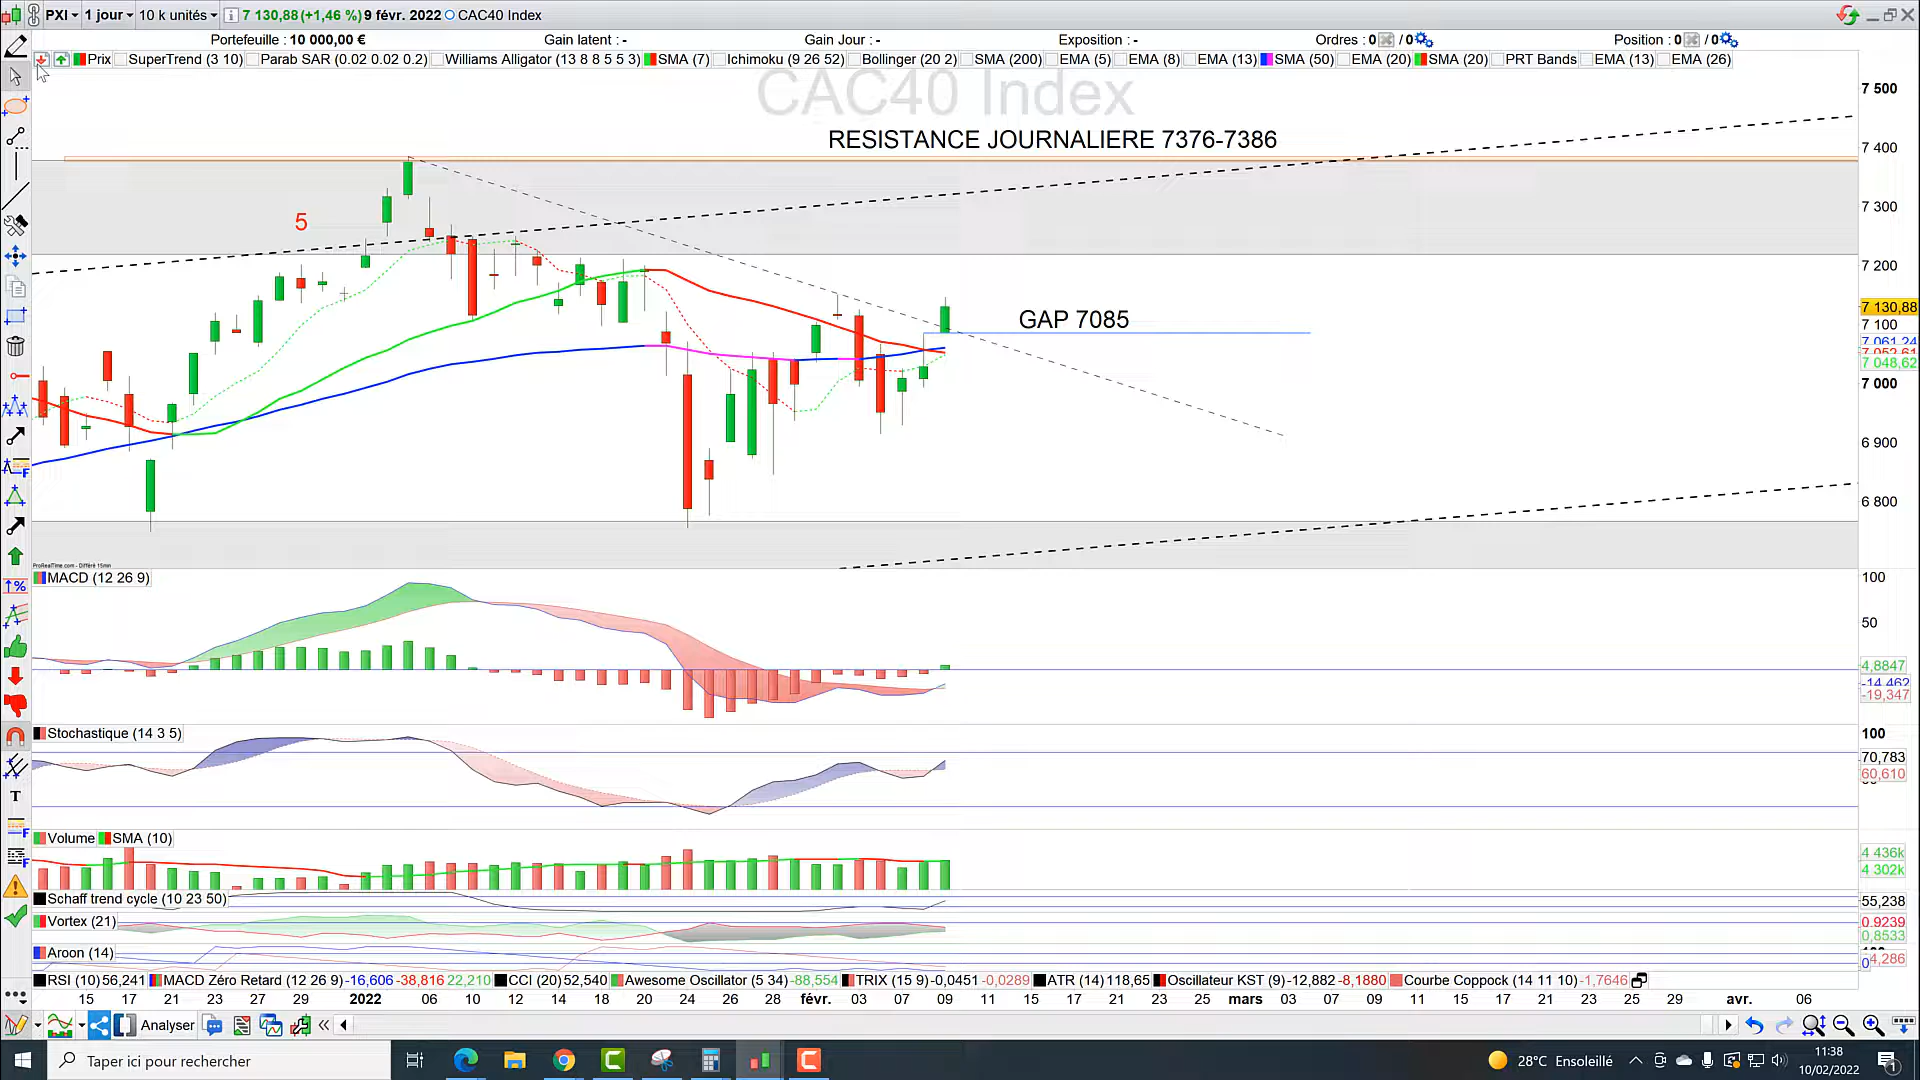 PXI 1 jour 10 k unités 7 130,88 (+1,46 %) 9 févr. 2022 CAC40 Index
Portefeuille : 10 000,00 € Gain latent : - Gain Jour : - Exposition : - Ordres : 0 / 0 Position : 0 / 0
Prix SuperTrend (3 10) Parab SAR (0.02 0.02 0.2) Williams Alligator (13 8 8 5 5 3) SMA (7) Ichimoku (9 26 52) Bollinger (20 2) SMA (200) EMA (5) EMA (8) EMA (13) SMA (50) EMA (20) SMA (20) PRT Bands EMA (13) EMA (26)
CAC40 Index
7 500
RESISTANCE JOURNALIERE 7376-7386
7 400
7 300
5
7 200
7 130,88
GAP 7085
7 100
7 061,24
7 052,61
7 048,62
7 000
6 900
6 800
ProRealTime.com - Différé 15min
MACD (12 26 9)
100
50
4,8847
-14,462
-19,347
Stochastique (14 3 5)
100
70,783
60,610
Volume SMA (10)
4 436k
4 302k
Schaff trend cycle (10 23 50)
55,238
Vortex (21)
0,9239
0,8533
Aroon (14)
RSI (10) 56,241 MACD Zéro Retard (12 26 9) -16,606 -38,816 22,210 CCI (20) 52,540 Awesome Oscillator (5 34) -88,554 TRIX (15 9) -0,0451 -0,0289 ATR (14) 118,65 Oscillateur KST (9) -12,882 -8,1880 Courbe Coppock (14 11 10) -1,7646
15 17 21 23 27 29 2022 06 10 12 14 18 20 24 26 28 févr. 03 07 09 11 15 17 21 23 25 mars 03 07 09 11 15 17 21 23 25 29 avr. 06
Analyser
Taper ici pour rechercher
28°C Ensoleillé
11:38
10/02/2022